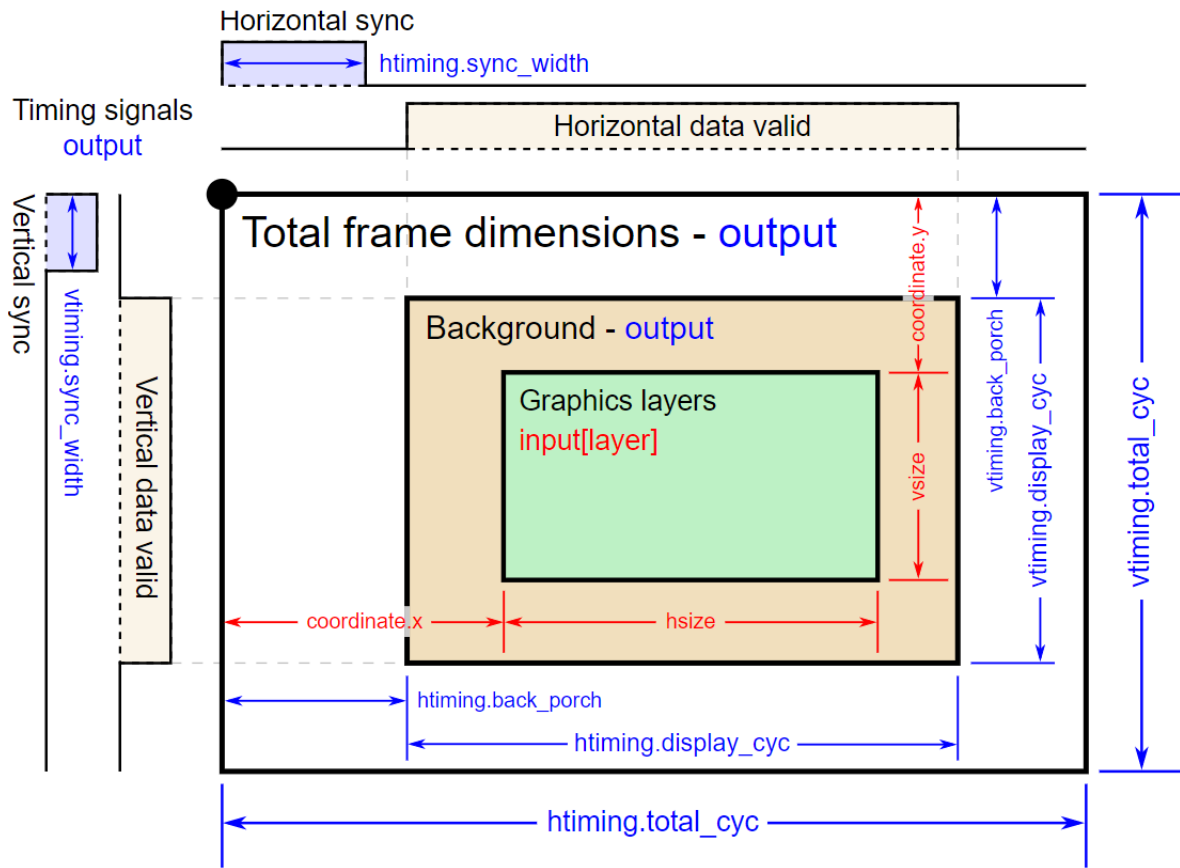 Horizontal sync
htiming.sync_width
Timing signals
output
Horizontal data valid
Vertical sync
vtiming.sync_width
Vertical data valid
Total frame dimensions - output
coordinate.y
vtiming.back_porch
vtiming.display_cyc
vtiming.total_cyc
Background - output
Graphics layers
input[layer]
vsize
coordinate.x
hsize
htiming.back_porch
htiming.display_cyc
htiming.total_cyc